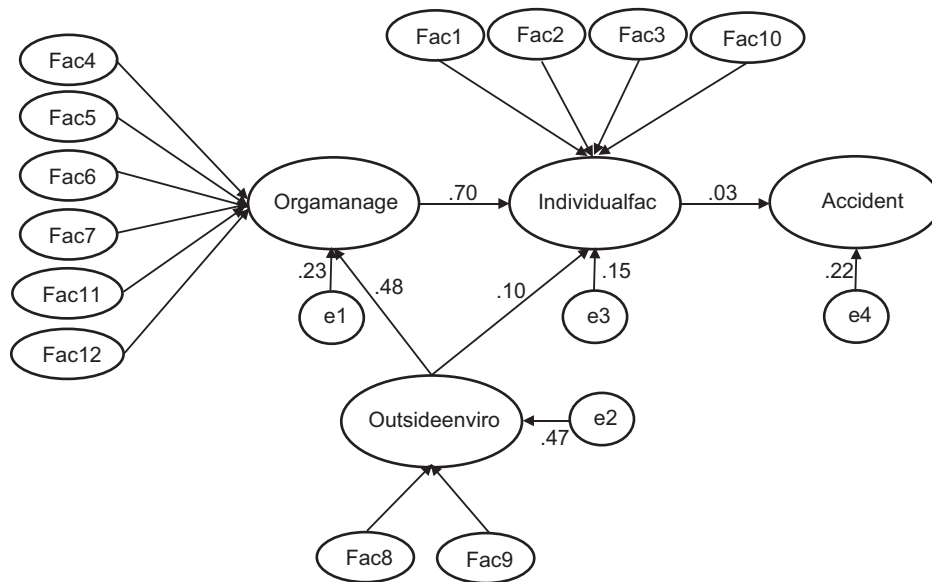 Fac1
Fac2
Fac3
Fac10
Fac4
Fac5
Fac6
Fac7
Fac11
Fac12
Orgamanage
.70
Individualfac
.03
Accident
.23
.48
.10
.15
.22
e1
e3
e4
Outsideenviro
.47
e2
Fac8
Fac9